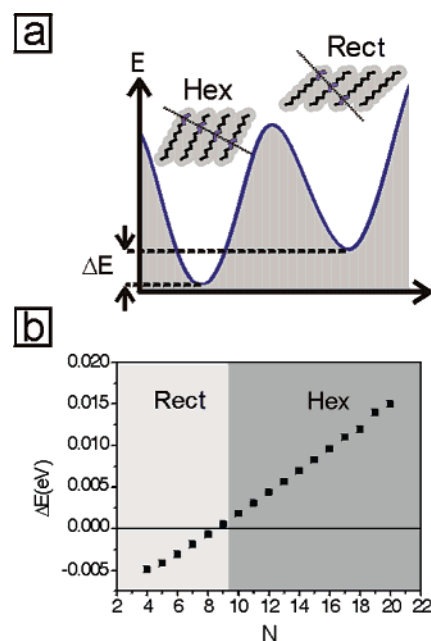 a
E
Hex
Rect
ΔE
b
Rect
Hex
ΔE(eV)
0.020
0.015
0.010
0.005
0.000
-0.005
2 4 6 8 10 12 14 16 18 20 22
N